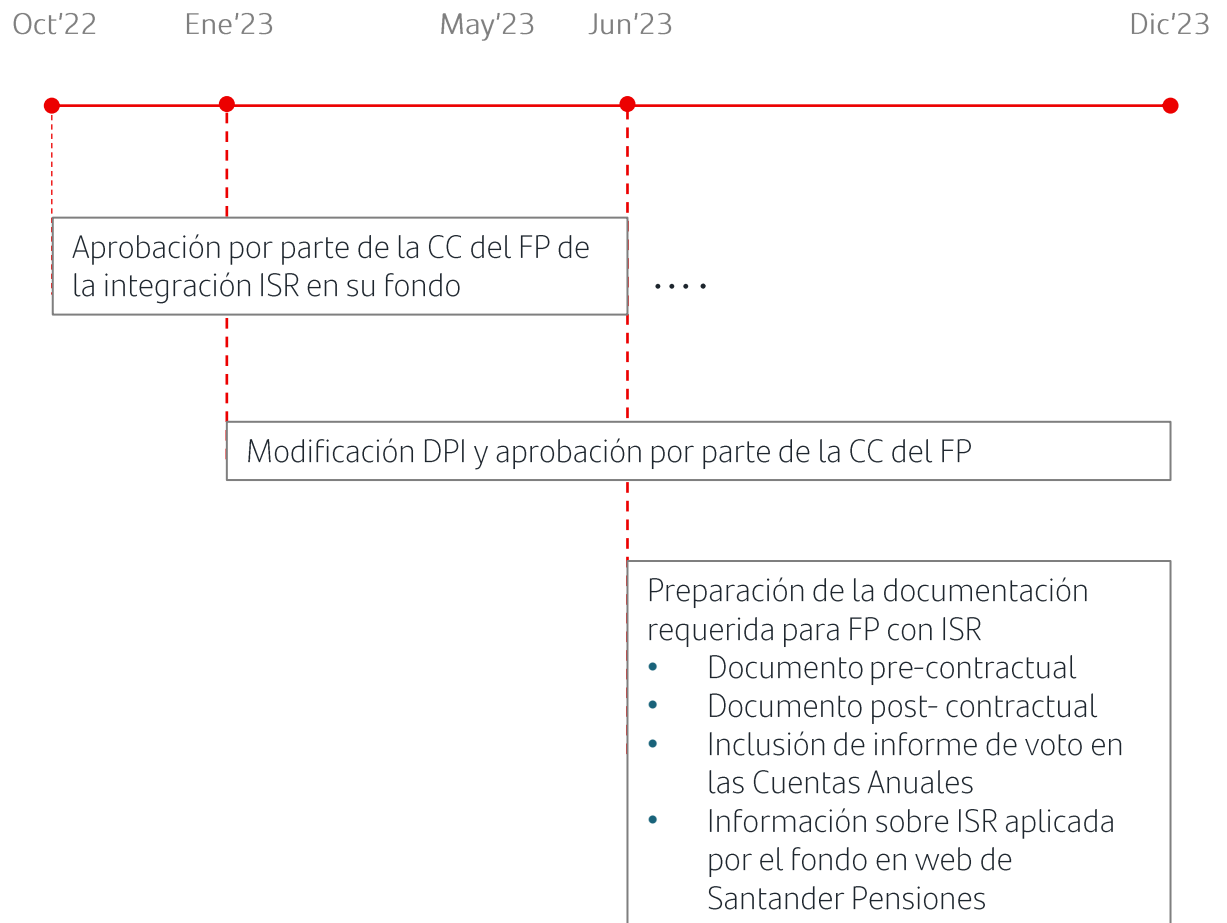 Oct'22 Ene'23 May'23 Jun'23 Dic'23
Aprobación por parte de la CC del FP de
la integración ISR en su fondo
....
Modificación DPI y aprobación por parte de la CC del FP
Preparación de la documentación
requerida para FP con ISR
• Documento pre-contractual
• Documento post- contractual
• Inclusión de informe de voto en
las Cuentas Anuales
• Información sobre ISR aplicada
por el fondo en web de
Santander Pensiones